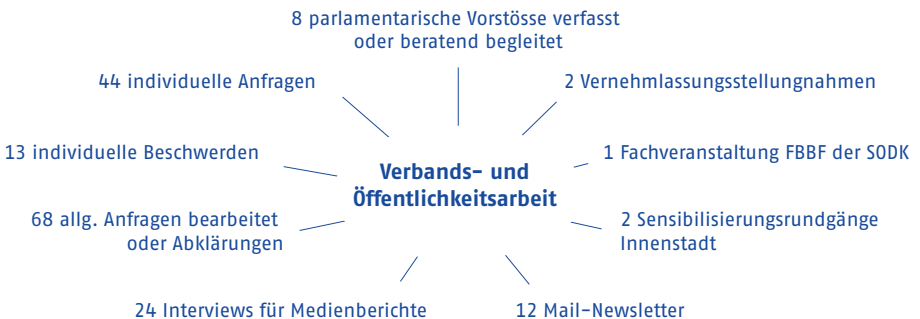 8 parlamentarische Vorstösse verfasst
oder beratend begleitet
44 individuelle Anfragen
2 Vernehmlassungsstellungnahmen
13 individuelle Beschwerden
1 Fachveranstaltung FBBF der SODK
Verbands- und
Öffentlichkeitsarbeit
68 allg. Anfragen bearbeitet
oder Abklärungen
2 Sensibilisierungsrundgänge
Innenstadt
24 Interviews für Medienberichte
12 Mail-Newsletter